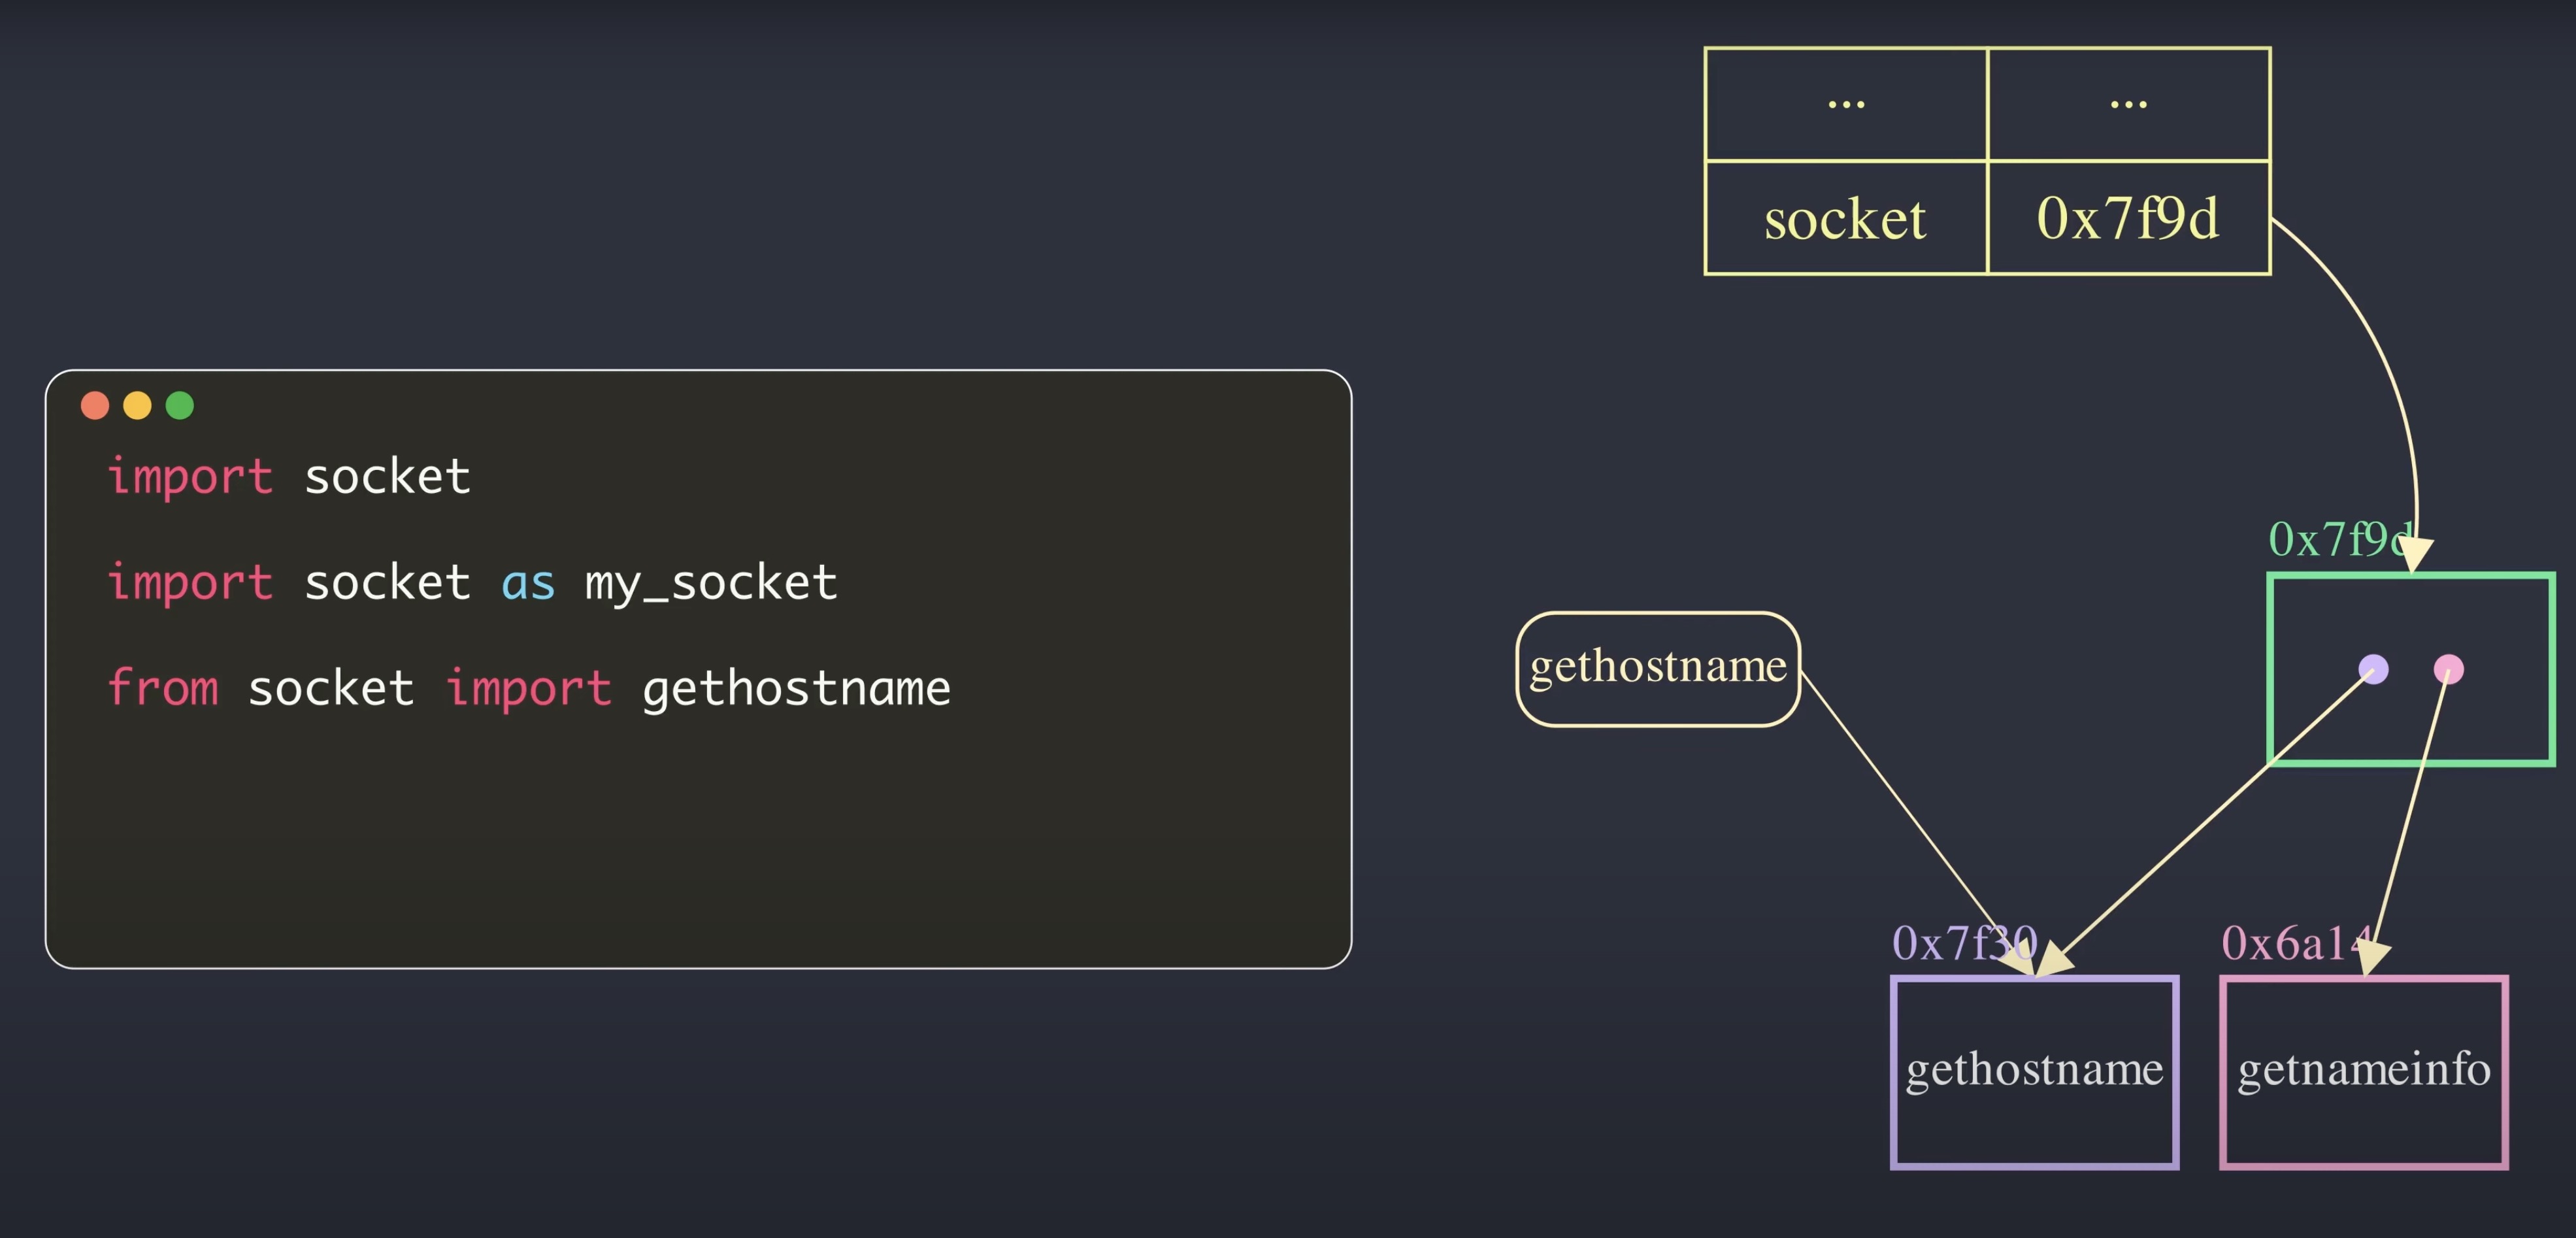 ... ...
socket 0x7f9d
import socket
import socket as my_socket
from socket import gethostname
0x7f9d
gethostname
0x7f30
0x6a14
gethostname
getnameinfo